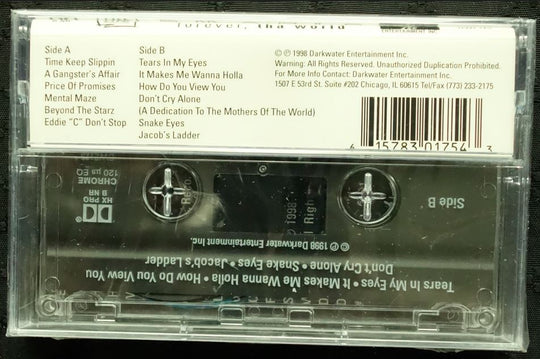 forever, tha world
ENTERTAINMENT INC.
Side A
Time Keep Slippin
A Gangster's Affair
Price Of Promises
Mental Maze
Beyond The Starz
Eddie "C" Don't Stop
Side B
Tears In My Eyes
It Makes Me Wanna Holla
How Do You View You
Don't Cry Alone
(A Dedication To The Mothers Of The World)
Snake Eyes
Jacob's Ladder
© ℗ 1998 Darkwater Entertainment Inc.
Warning: All Rights Reserved. Unauthorized Duplication Prohibited.
For More Info Contact: Darkwater Entertainment Inc.
1507 E 53rd St. Suite #202 Chicago, IL 60615 Tel/Fax (773) 233-2175
6 15783 01754 3
Side B
HX PRO
B NR
CHROME
120 µs EQ
℗ 1998
l Righ
℗ © 1998 Darkwater Entertainment Inc.
Tears In My Eyes • It Makes Me Wanna Holla • How Do You View You
Don't Cry Alone • Snake Eyes • Jacob's Ladder